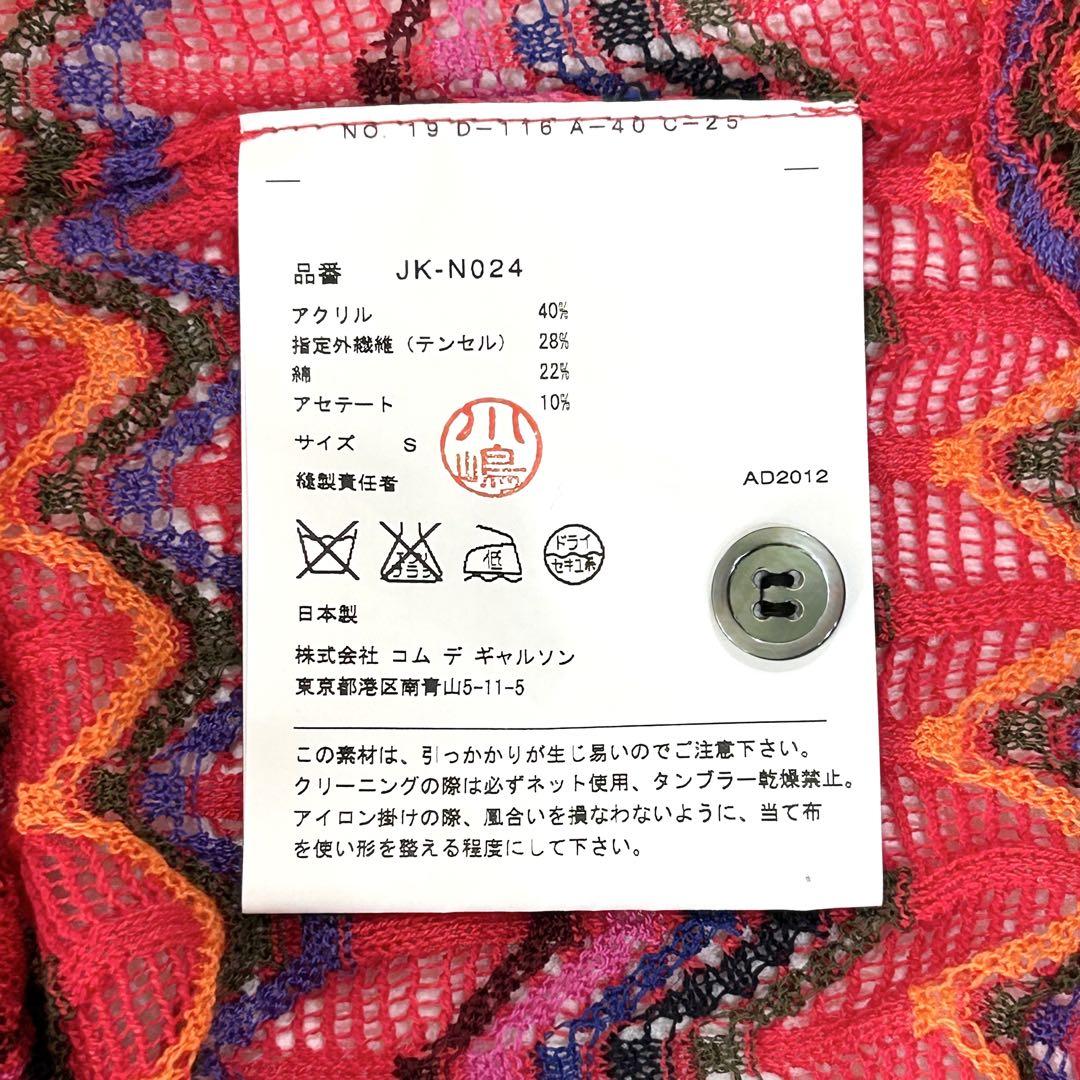 NO. 19 D-116 A-40 C-25
品番 JK-N024
アクリル 40%
指定外繊維（テンセル） 28%
綿 22%
アセテート 10%
サイズ S
小嶋
縫製責任者
AD2012
エンソ
サラシ
低
ドライ
セキユ系
日本製
株式会社 コム デ ギャルソン
東京都港区南青山5-11-5
この素材は、引っかかりが生じ易いのでご注意下さい。
クリーニングの際は必ずネット使用、タンブラー乾燥禁止。
アイロン掛けの際、風合いを損なわないように、当て布
を使い形を整える程度にして下さい。